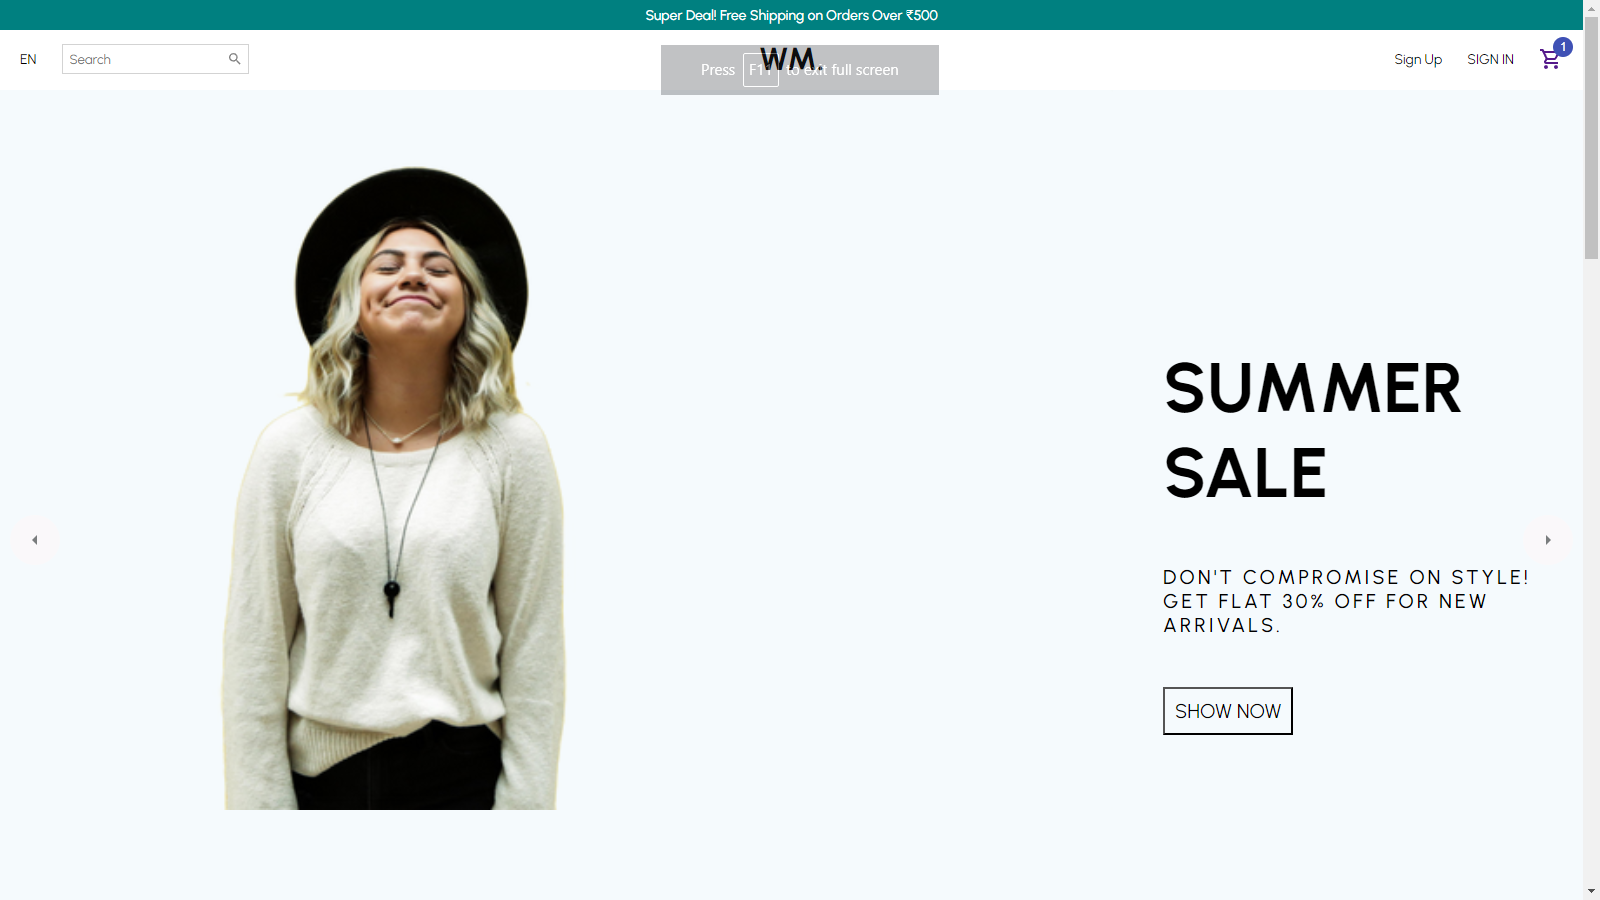 Super Deal! Free Shipping on Orders Over ₹500
EN
Search
WM.
Press F11 to exit full screen
Sign Up
SIGN IN
1
SUMMER
SALE
DON'T COMPROMISE ON STYLE!
GET FLAT 30% OFF FOR NEW
ARRIVALS.
SHOW NOW